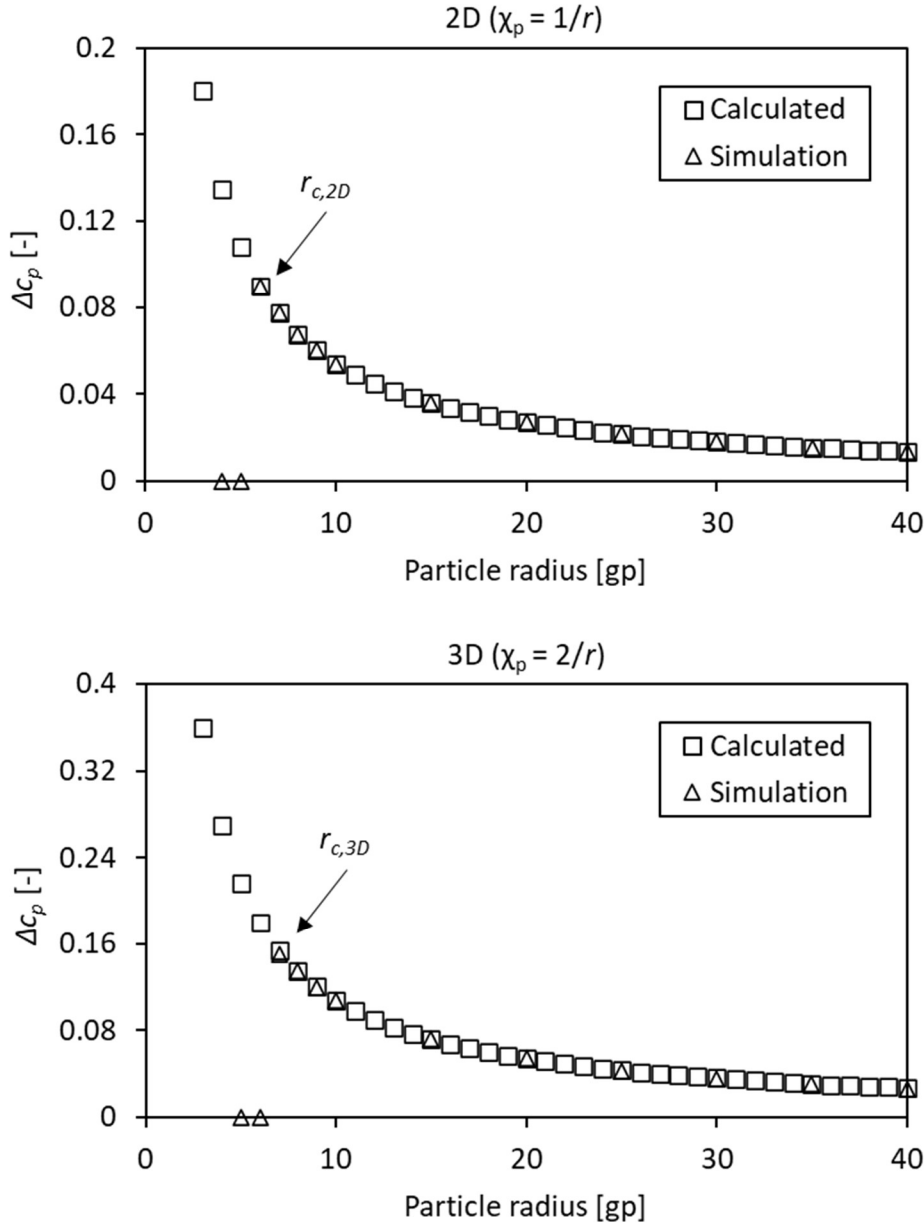 2D (χp = 1/r)
0.2
Calculated
0.16
Simulation
rc,2D
0.12
Δcp [-]
0.08
0.04
0
0 10 20 30 40
Particle radius [gp]
3D (χp = 2/r)
0.4
Calculated
0.32
Simulation
0.24
rc,3D
Δcp [-]
0.16
0.08
0
0 10 20 30 40
Particle radius [gp]